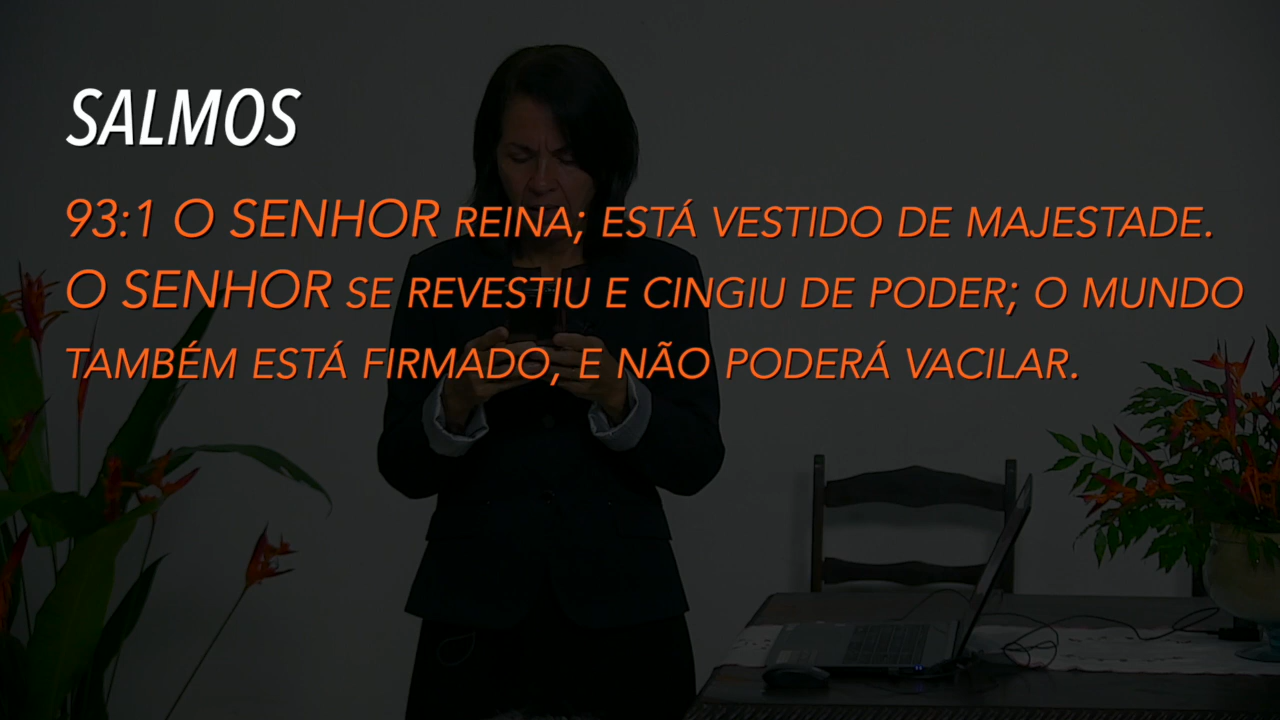 SALMOS
93:1 O SENHOR REINA; ESTÁ VESTIDO DE MAJESTADE.
O SENHOR SE REVESTIU E CINGIU DE PODER; O MUNDO
TAMBÉM ESTÁ FIRMADO, E NÃO PODERÁ VACILAR.